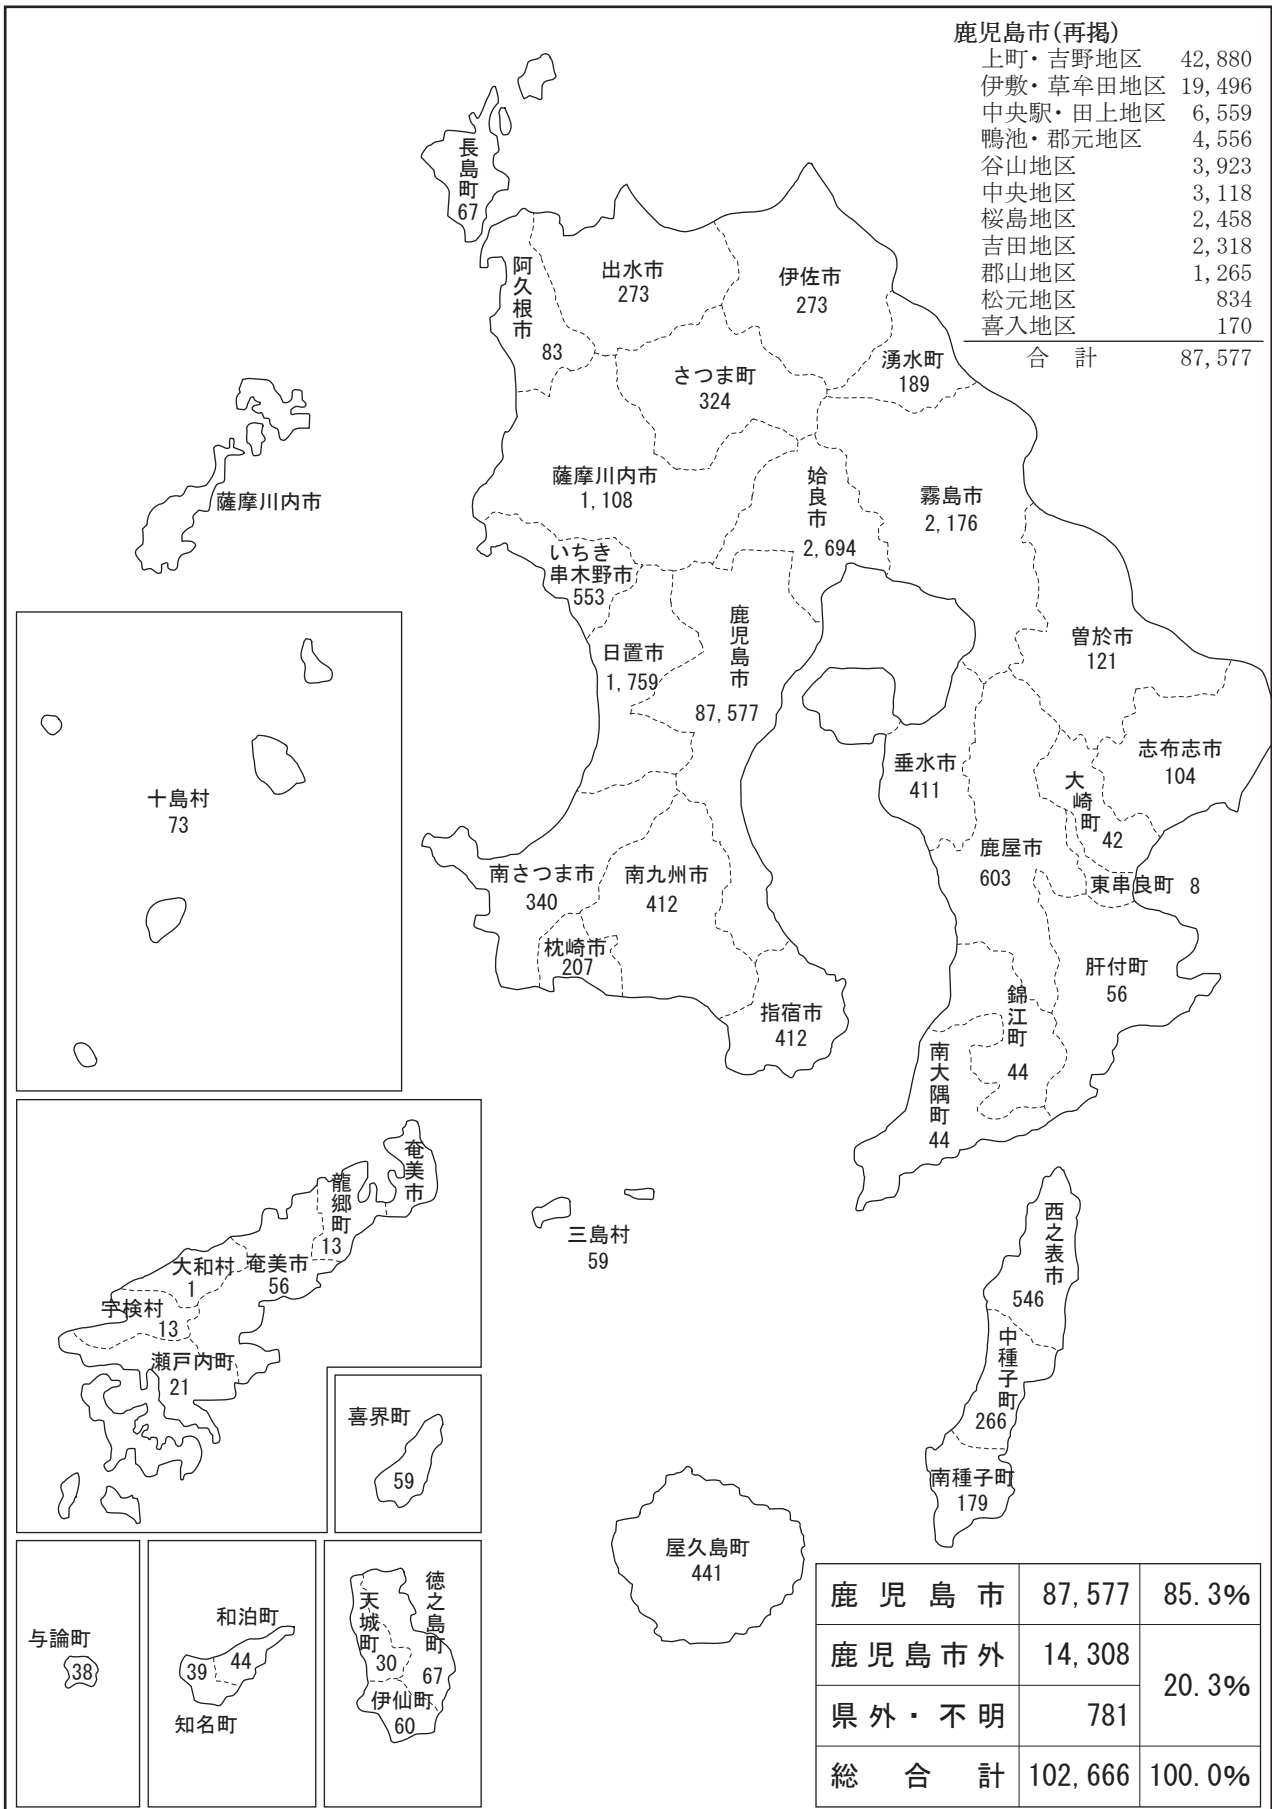 鹿児島市(再掲)
上町・吉野地区 42,880
伊敷・草牟田地区 19,496
中央駅・田上地区 6,559
鴨池・郡元地区 4,556
谷山地区 3,923
中央地区 3,118
桜島地区 2,458
吉田地区 2,318
郡山地区 1,265
松元地区 834
喜入地区 170
合計 87,577
長島町
67
阿久根市
83
出水市
273
伊佐市
273
さつま町
324
湧水町
189
薩摩川内市
1,108
薩摩川内市
姶良市
2,694
霧島市
2,176
いちき
串木野市
553
日置市
1,759
鹿児島市
87,577
曽於市
121
志布志市
104
垂水市
411
大崎町
42
鹿屋市
603
東串良町 8
十島村
73
南さつま市
340
南九州市
412
枕崎市
207
指宿市
412
肝付町
56
錦江町
44
南大隅町
44
奄美市
龍郷町
13
大和村
1
奄美市
56
宇検村
13
瀬戸内町
21
三島村
59
西之表市
546
中種子町
266
南種子町
179
喜界町
59
屋久島町
441
与論町
38
和泊町
44
39
知名町
徳之島町
67
天城町
30
伊仙町
60
鹿児島市 87,577 85.3%
鹿児島市外 14,308
20.3%
県外・不明 781
総合計 102,666 100.0%